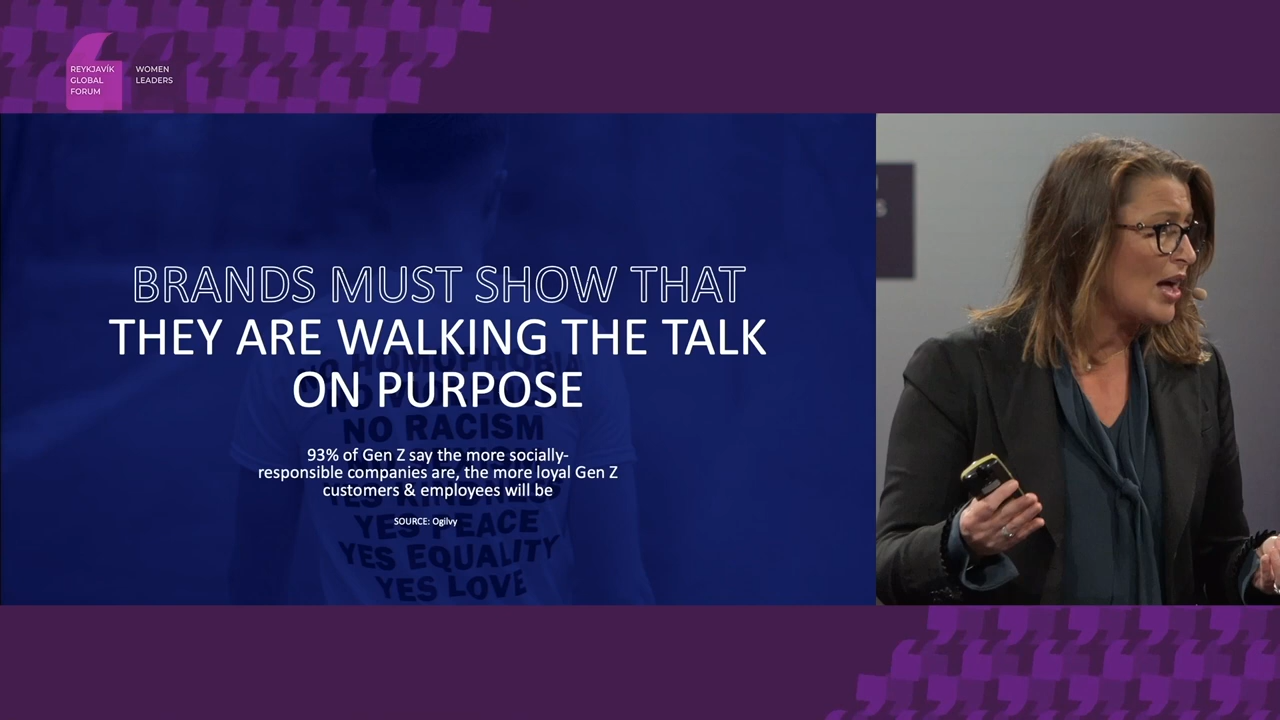 REYKJAVÍK
GLOBAL
FORUM
WOMEN
LEADERS
BRANDS MUST SHOW THAT
THEY ARE WALKING THE TALK
ON PURPOSE
NO RACISM
93% of Gen Z say the more socially-
responsible companies are, the more loyal Gen Z
customers & employees will be
YES KINDNESS
SOURCE: Ogilvy
YES PEACE
YES EQUALITY
YES LOVE